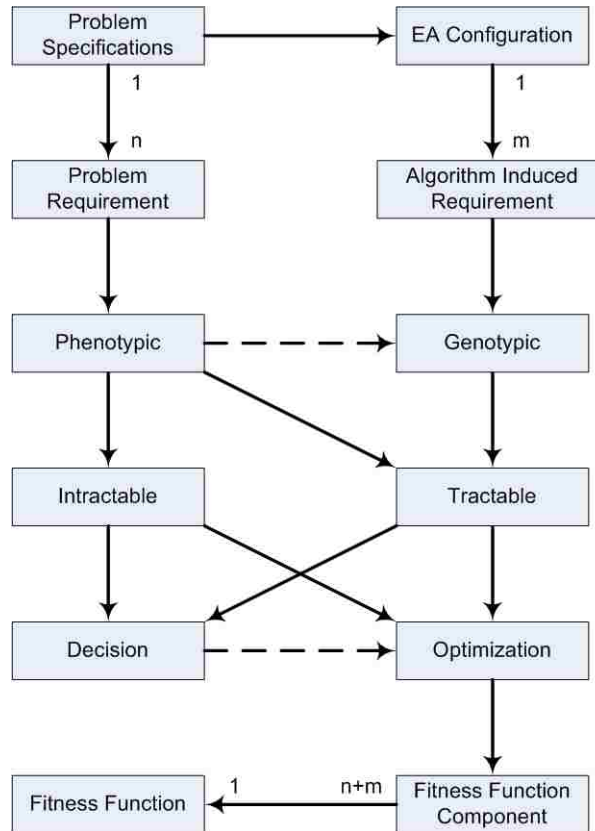 Problem
Specifications
EA Configuration
1
1
n
m
Problem
Requirement
Algorithm Induced
Requirement
Phenotypic
Genotypic
Intractable
Tractable
Decision
Optimization
Fitness Function
1
n+m
Fitness Function
Component